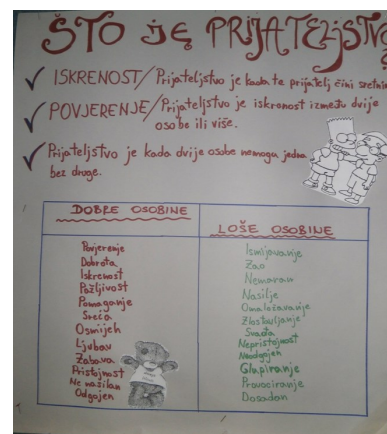 ŠTO JE PRIJATELJSTVO
ISKRENOST/Prijateljstvo je kada te prijatelj čini sretnim
POVJERENJE/Prijateljstvo je iskrenost između dvije
osobe ili više.
Prijateljstvo je kada dvije osobe nemogu jedna
bez druge.
DOBRE OSOBINE
Povjerenje
Dobrota
Iskrenost
Pažljivost
Pomaganje
Sreća
Osmijeh
Ljubav
Zabava
Pristojnost
Ne nasilan
Odgojen
LOŠE OSOBINE
Ismijavanje
Zao
Nemaran
Nasilje
Omalošavanje
Zlostavljanje
Svađa
Nepristojnost
Neodgojen
Glupiranje
Provociranje
Dosadan